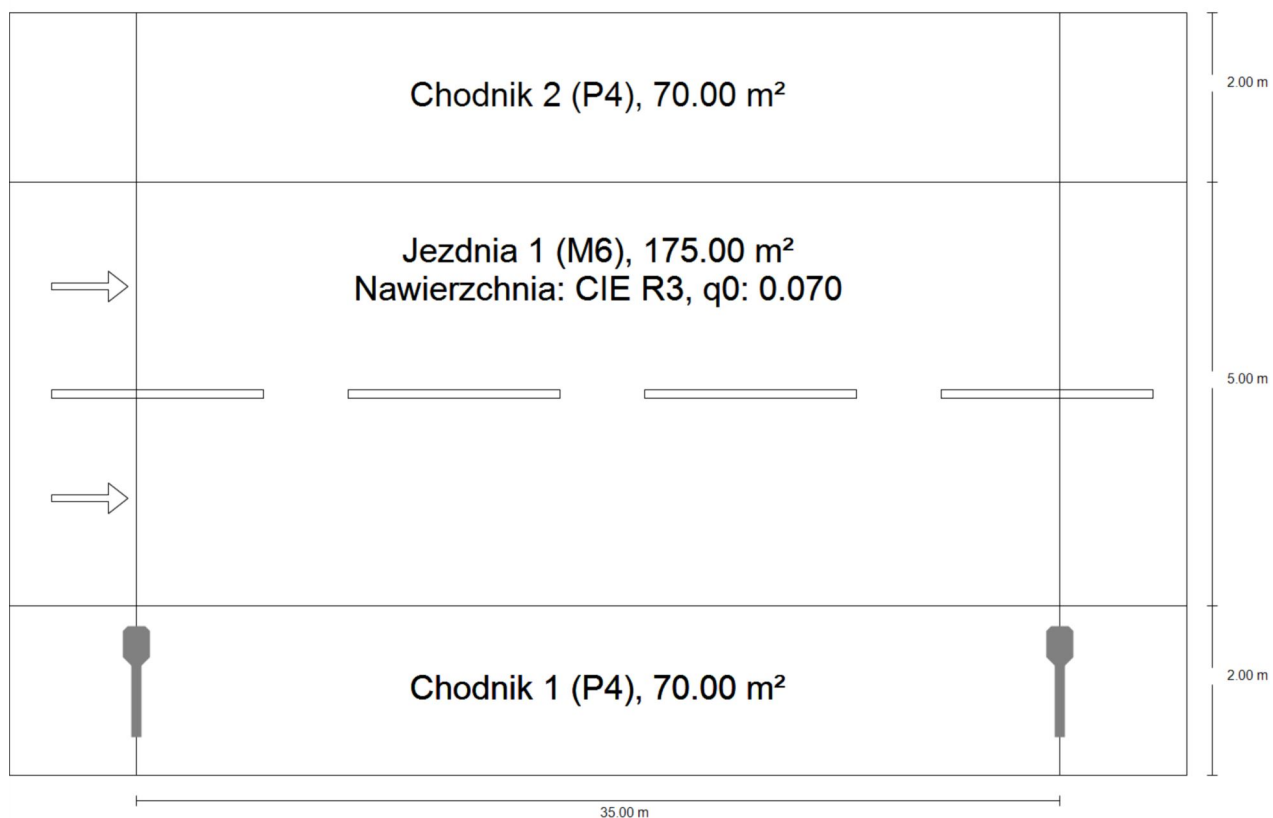 Chodnik 2 (P4), 70.00 m²
2.00 m
Jezdnia 1 (M6), 175.00 m²
Nawierzchnia: CIE R3, q0: 0.070
5.00 m
Chodnik 1 (P4), 70.00 m²
2.00 m
35.00 m